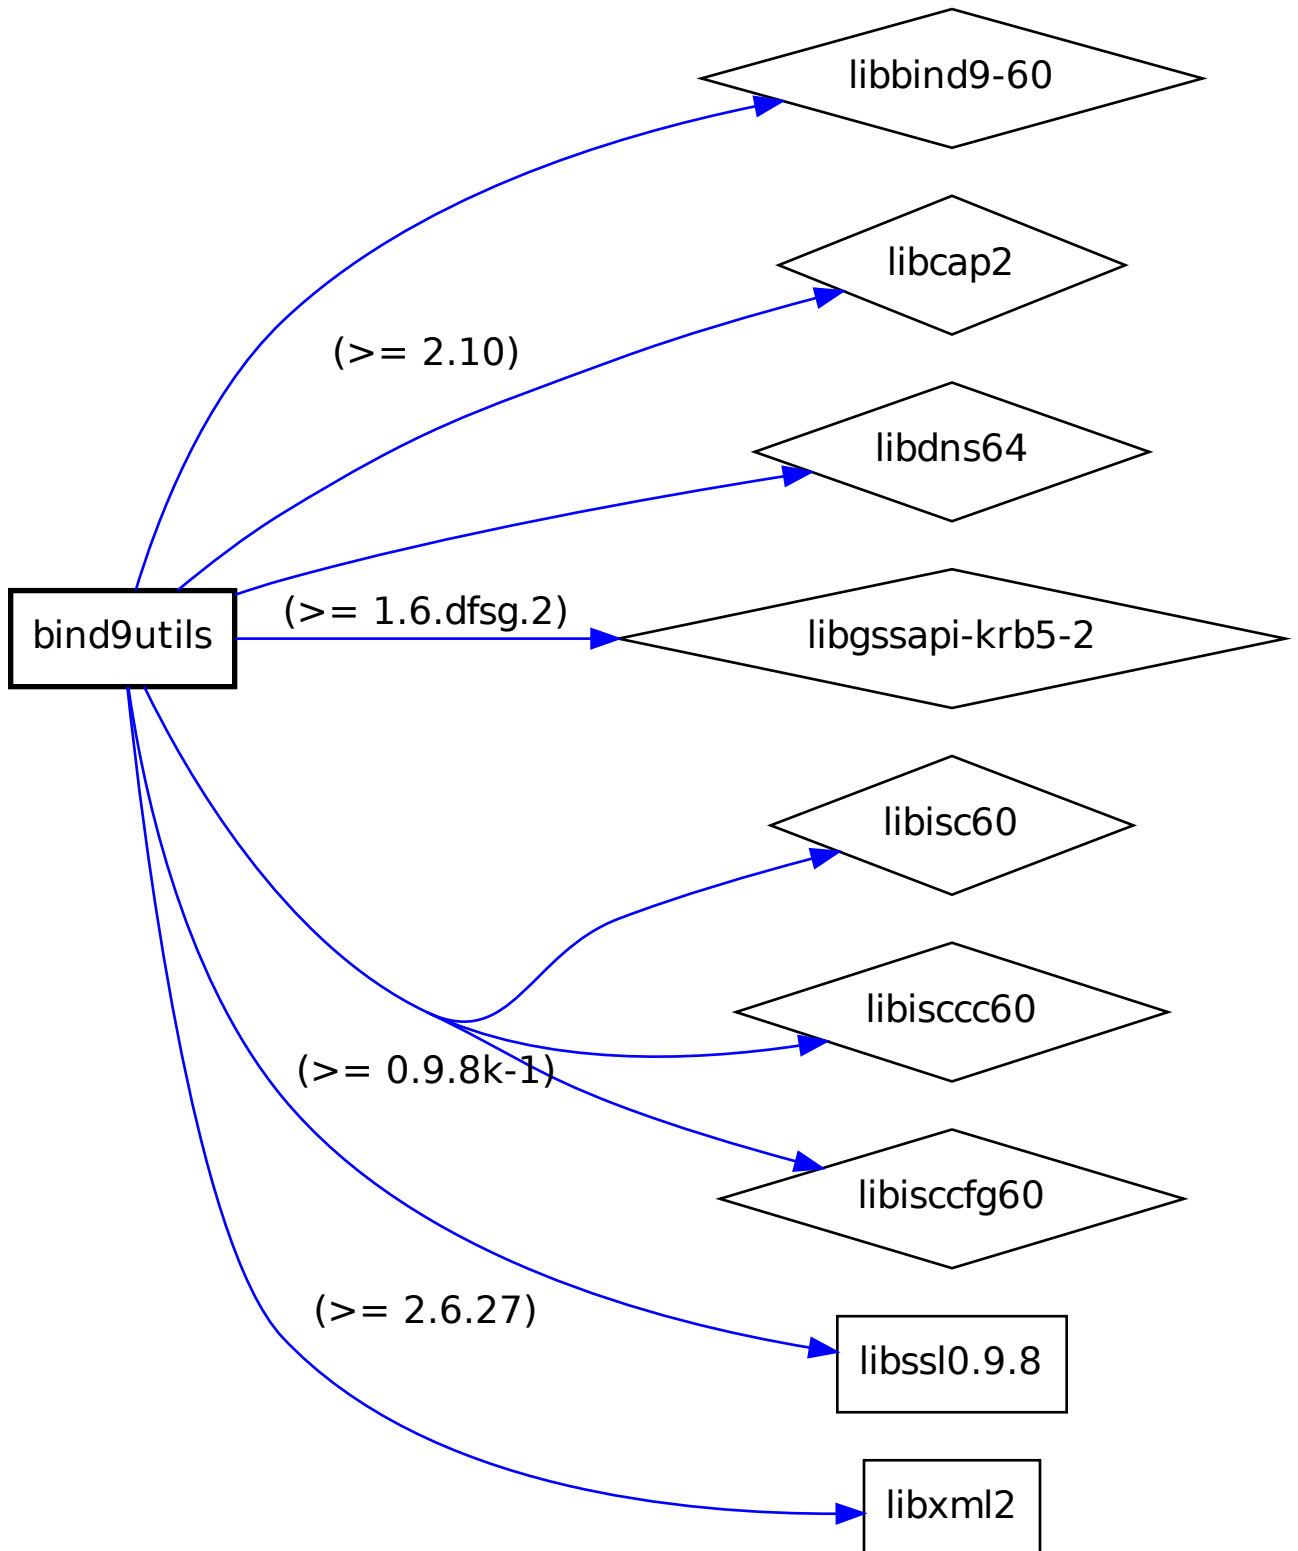 libbind9-60
libcap2
(>= 2.10)
libdns64
(>= 1.6.dfsg.2)
bind9utils
libgssapi-krb5-2
libisc60
libisccc60
(>= 0.9.8k-1)
libisccfg60
(>= 2.6.27)
libssl0.9.8
libxml2